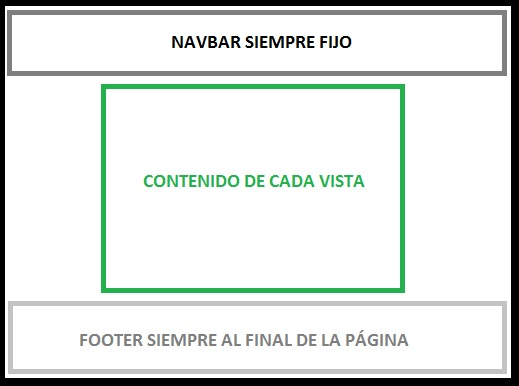 NAVBAR SIEMPRE FIJO
CONTENIDO DE CADA VISTA
FOOTER SIEMPRE AL FINAL DE LA PÁGINA